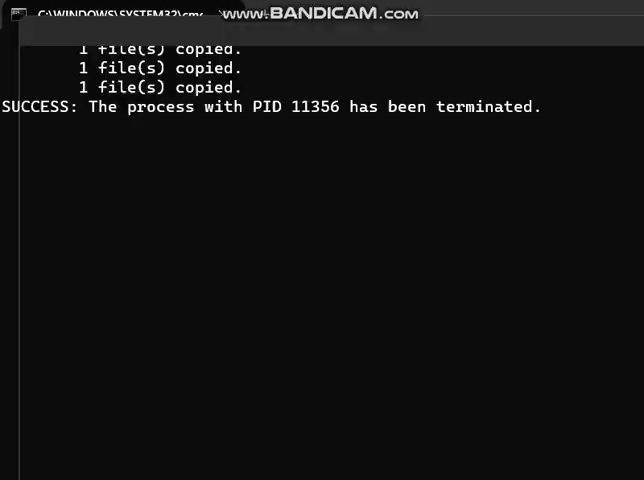 C:\WINDOWS\SYSTEM32\cm
www.BANDICAM.com
1 file(s) copied.
1 file(s) copied.
1 file(s) copied.
SUCCESS: The process with PID 11356 has been terminated.